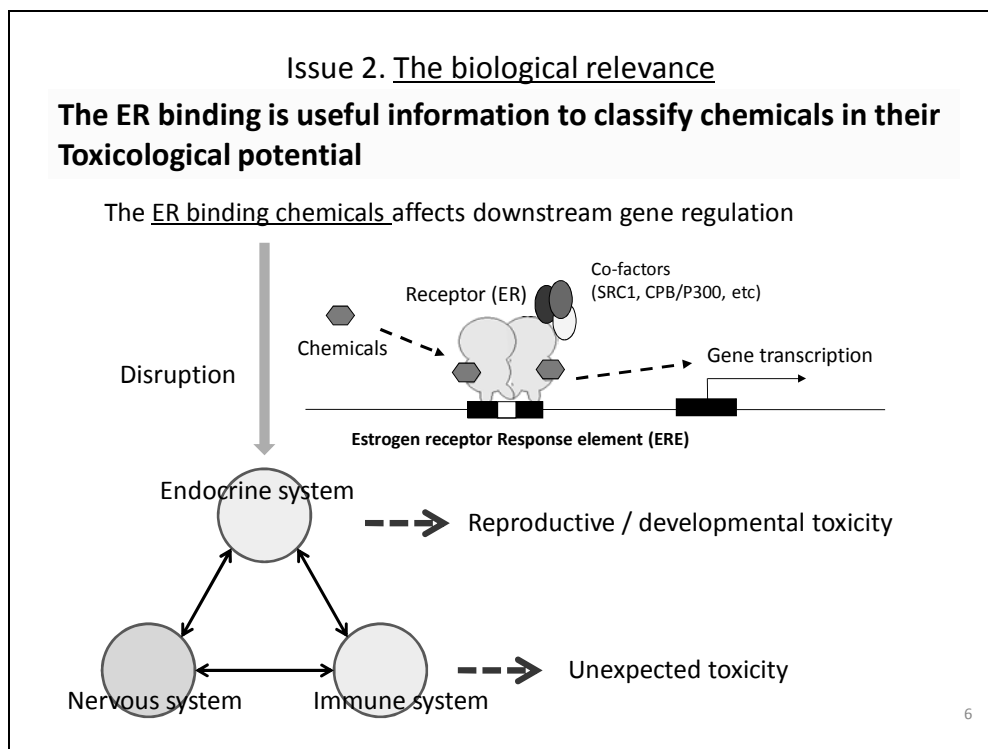 Issue 2. The biological relevance
The ER binding is useful information to classify chemicals in their
Toxicological potential
The ER binding chemicals affects downstream gene regulation
Co-factors
(SRC1, CPB/P300, etc)
Receptor (ER)
Chemicals
Gene transcription
Disruption
Estrogen receptor Response element (ERE)
Endocrine system
Reproductive / developmental toxicity
Unexpected toxicity
Nervous system
Immune system
6